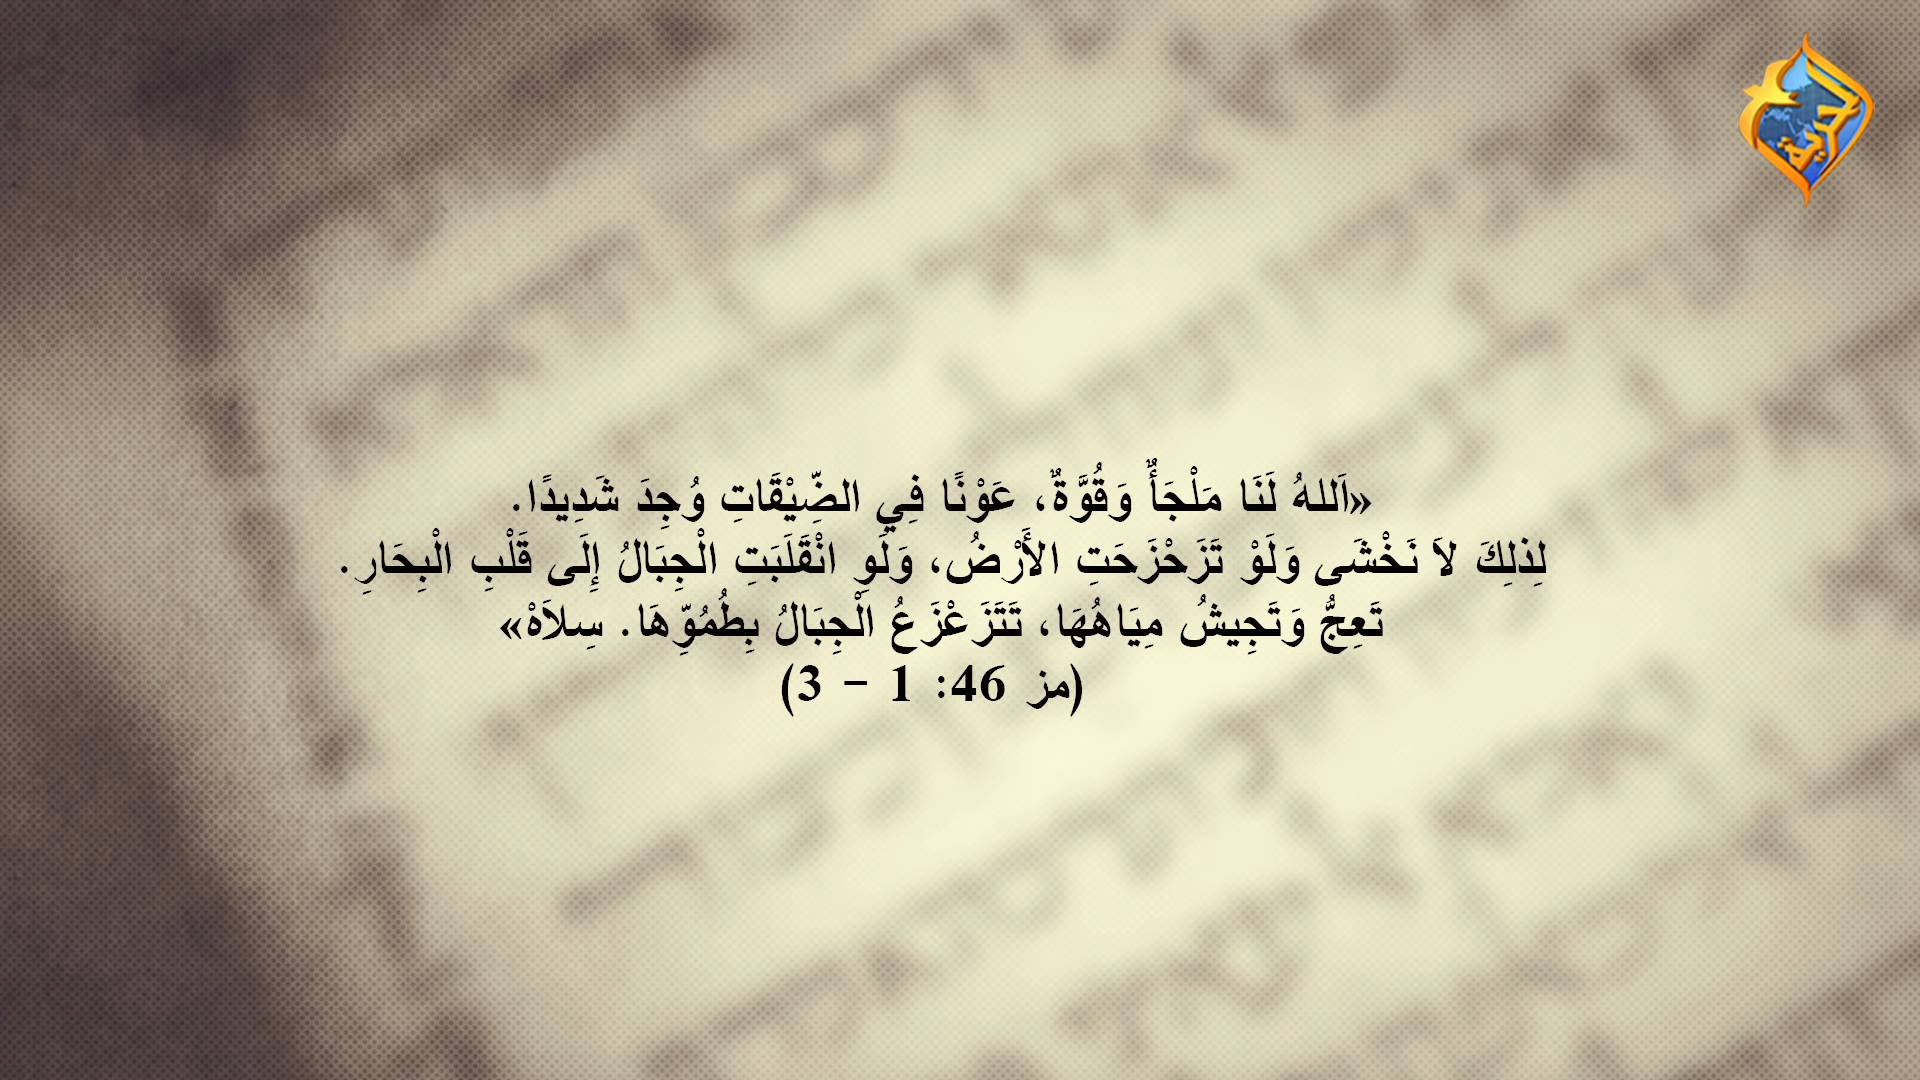 الحرية
«اَللهُ لَنَا مَلْجَأٌ وَقُوَّةٌ، عَوْنًا فِي الضِّيْقَاتِ وُجِدَ شَدِيدًا.
لِذلِكَ لاَ نَخْشَى وَلَوْ تَزَحْزَحَتِ الأَرْضُ، وَلَوِ انْقَلَبَتِ الْجِبَالُ إِلَى قَلْبِ الْبِحَارِ.
تَعِجُّ وَتَجِيشُ مِيَاهُهَا، تَتَزَعْزَعُ الْجِبَالُ بِطُمُوِّهَا. سِلاَهْ»
(مز 46: 1 - 3)